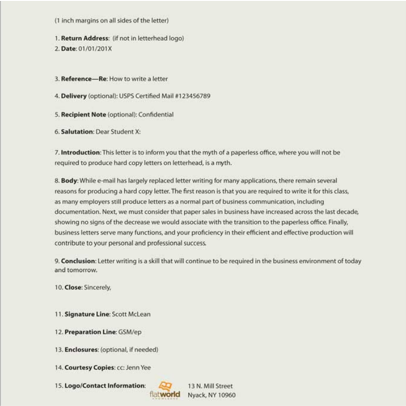 (1 inch margins on all sides of the letter)
1. Return Address: (if not in letterhead logo)
2. Date: 01/01/201X
3. Reference—Re: How to write a letter
4. Delivery (optional): USPS Certified Mail #123456789
5. Recipient Note (optional): Confidential
6. Salutation: Dear Student X:
7. Introduction: This letter is to inform you that the myth of a paperless office, where you will not be
required to produce hard copy letters on letterhead, is a myth.
8. Body: While e-mail has largely replaced letter writing for many applications, there remain several
reasons for producing a hard copy letter. The first reason is that you are required to write it for this class,
as many employers still produce letters as a normal part of business communication, including
documentation. Next, we must consider that paper sales in business have increased across the last decade,
showing no signs of the decrease we would associate with the transition to the paperless office. Finally,
business letters serve many functions, and your proficiency in their efficient and effective production will
contribute to your personal and professional success.
9. Conclusion: Letter writing is a skill that will continue to be required in the business environment of today
and tomorrow.
10. Close: Sincerely,
11. Signature Line: Scott McLean
12. Preparation Line: GSM/ep
13. Enclosures: (optional, if needed)
14. Courtesy Copies: cc: Jenn Yee
15. Logo/Contact Information: flatworld 13 N. Mill Street
Nyack, NY 10960